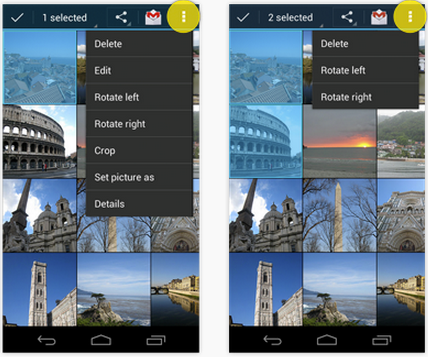 1 selected
Delete
Edit
Rotate left
Rotate right
Crop
Set picture as
Details
2 selected
Delete
Rotate left
Rotate right